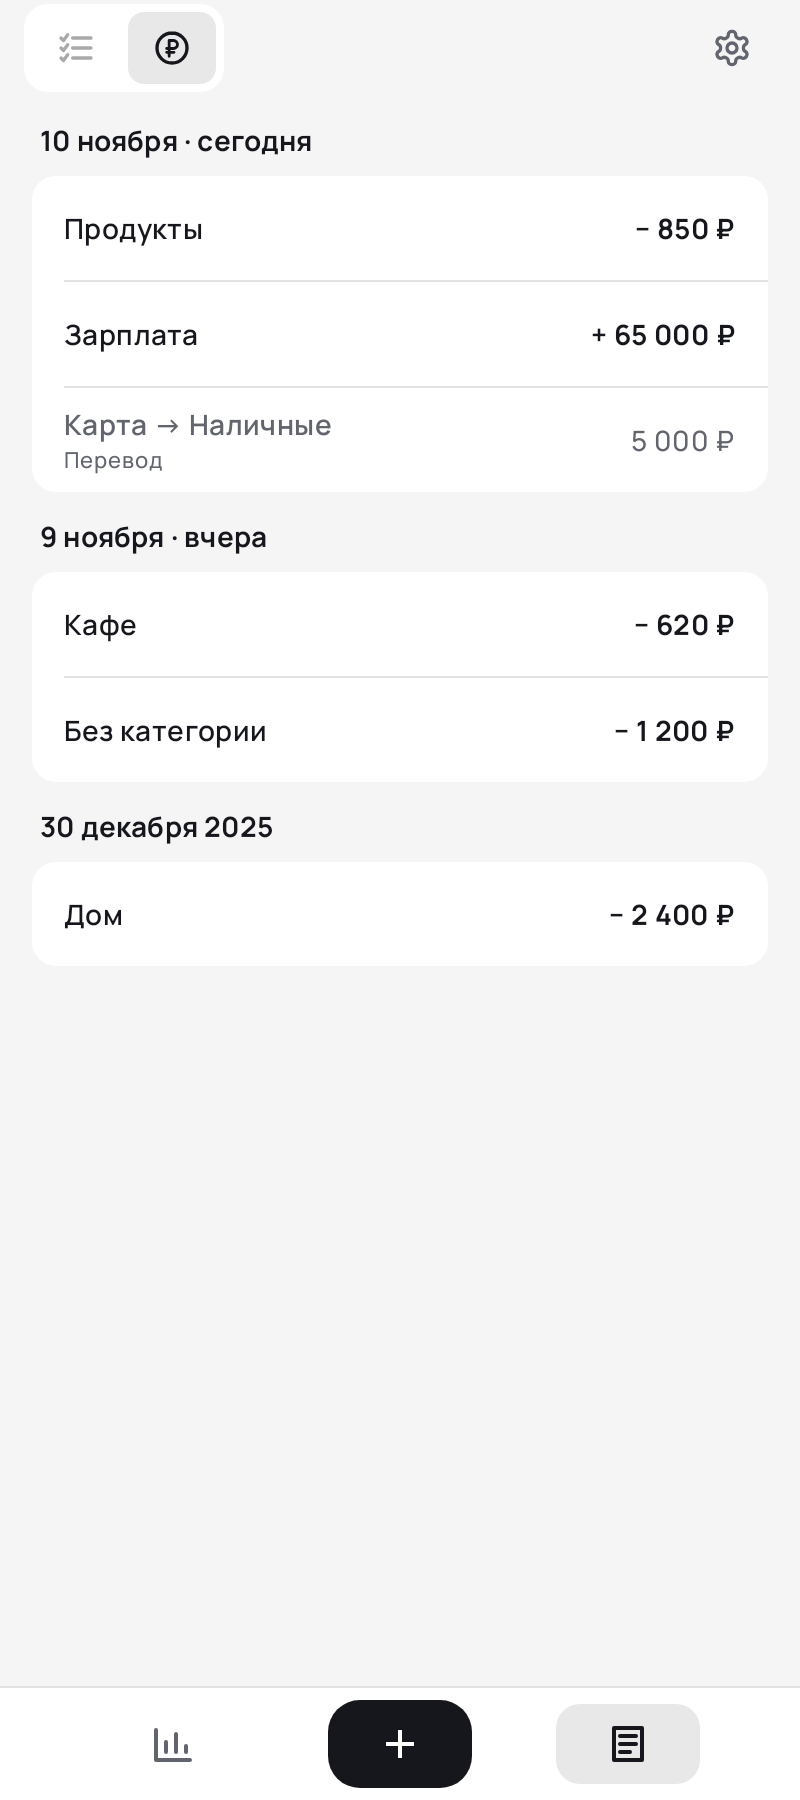 10 ноября · сегодня
Продукты − 850 ₽
Зарплата + 65 000 ₽
Карта → Наличные 5 000 ₽
Перевод
9 ноября · вчера
Кафе − 620 ₽
Без категории − 1 200 ₽
30 декабря 2025
Дом − 2 400 ₽